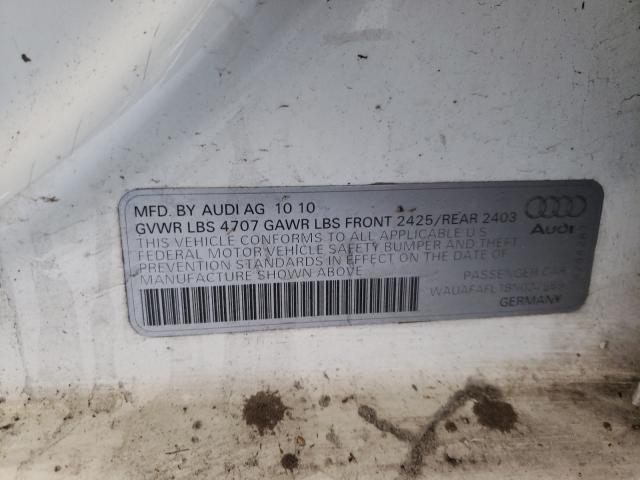 MFD. BY AUDI AG 10 10
GVWR LBS 4707 GAWR LBS FRONT 2425/REAR 2403
THIS VEHICLE CONFORMS TO ALL APPLICABLE U S
FEDERAL MOTOR VEHICLE SAFETY BUMPER AND THEFT
PREVENTION STANDARDS IN EFFECT ON THE DATE OF
MANUFACTURE SHOWN ABOVE
Audi
PASSENGER CAR
GERMANY